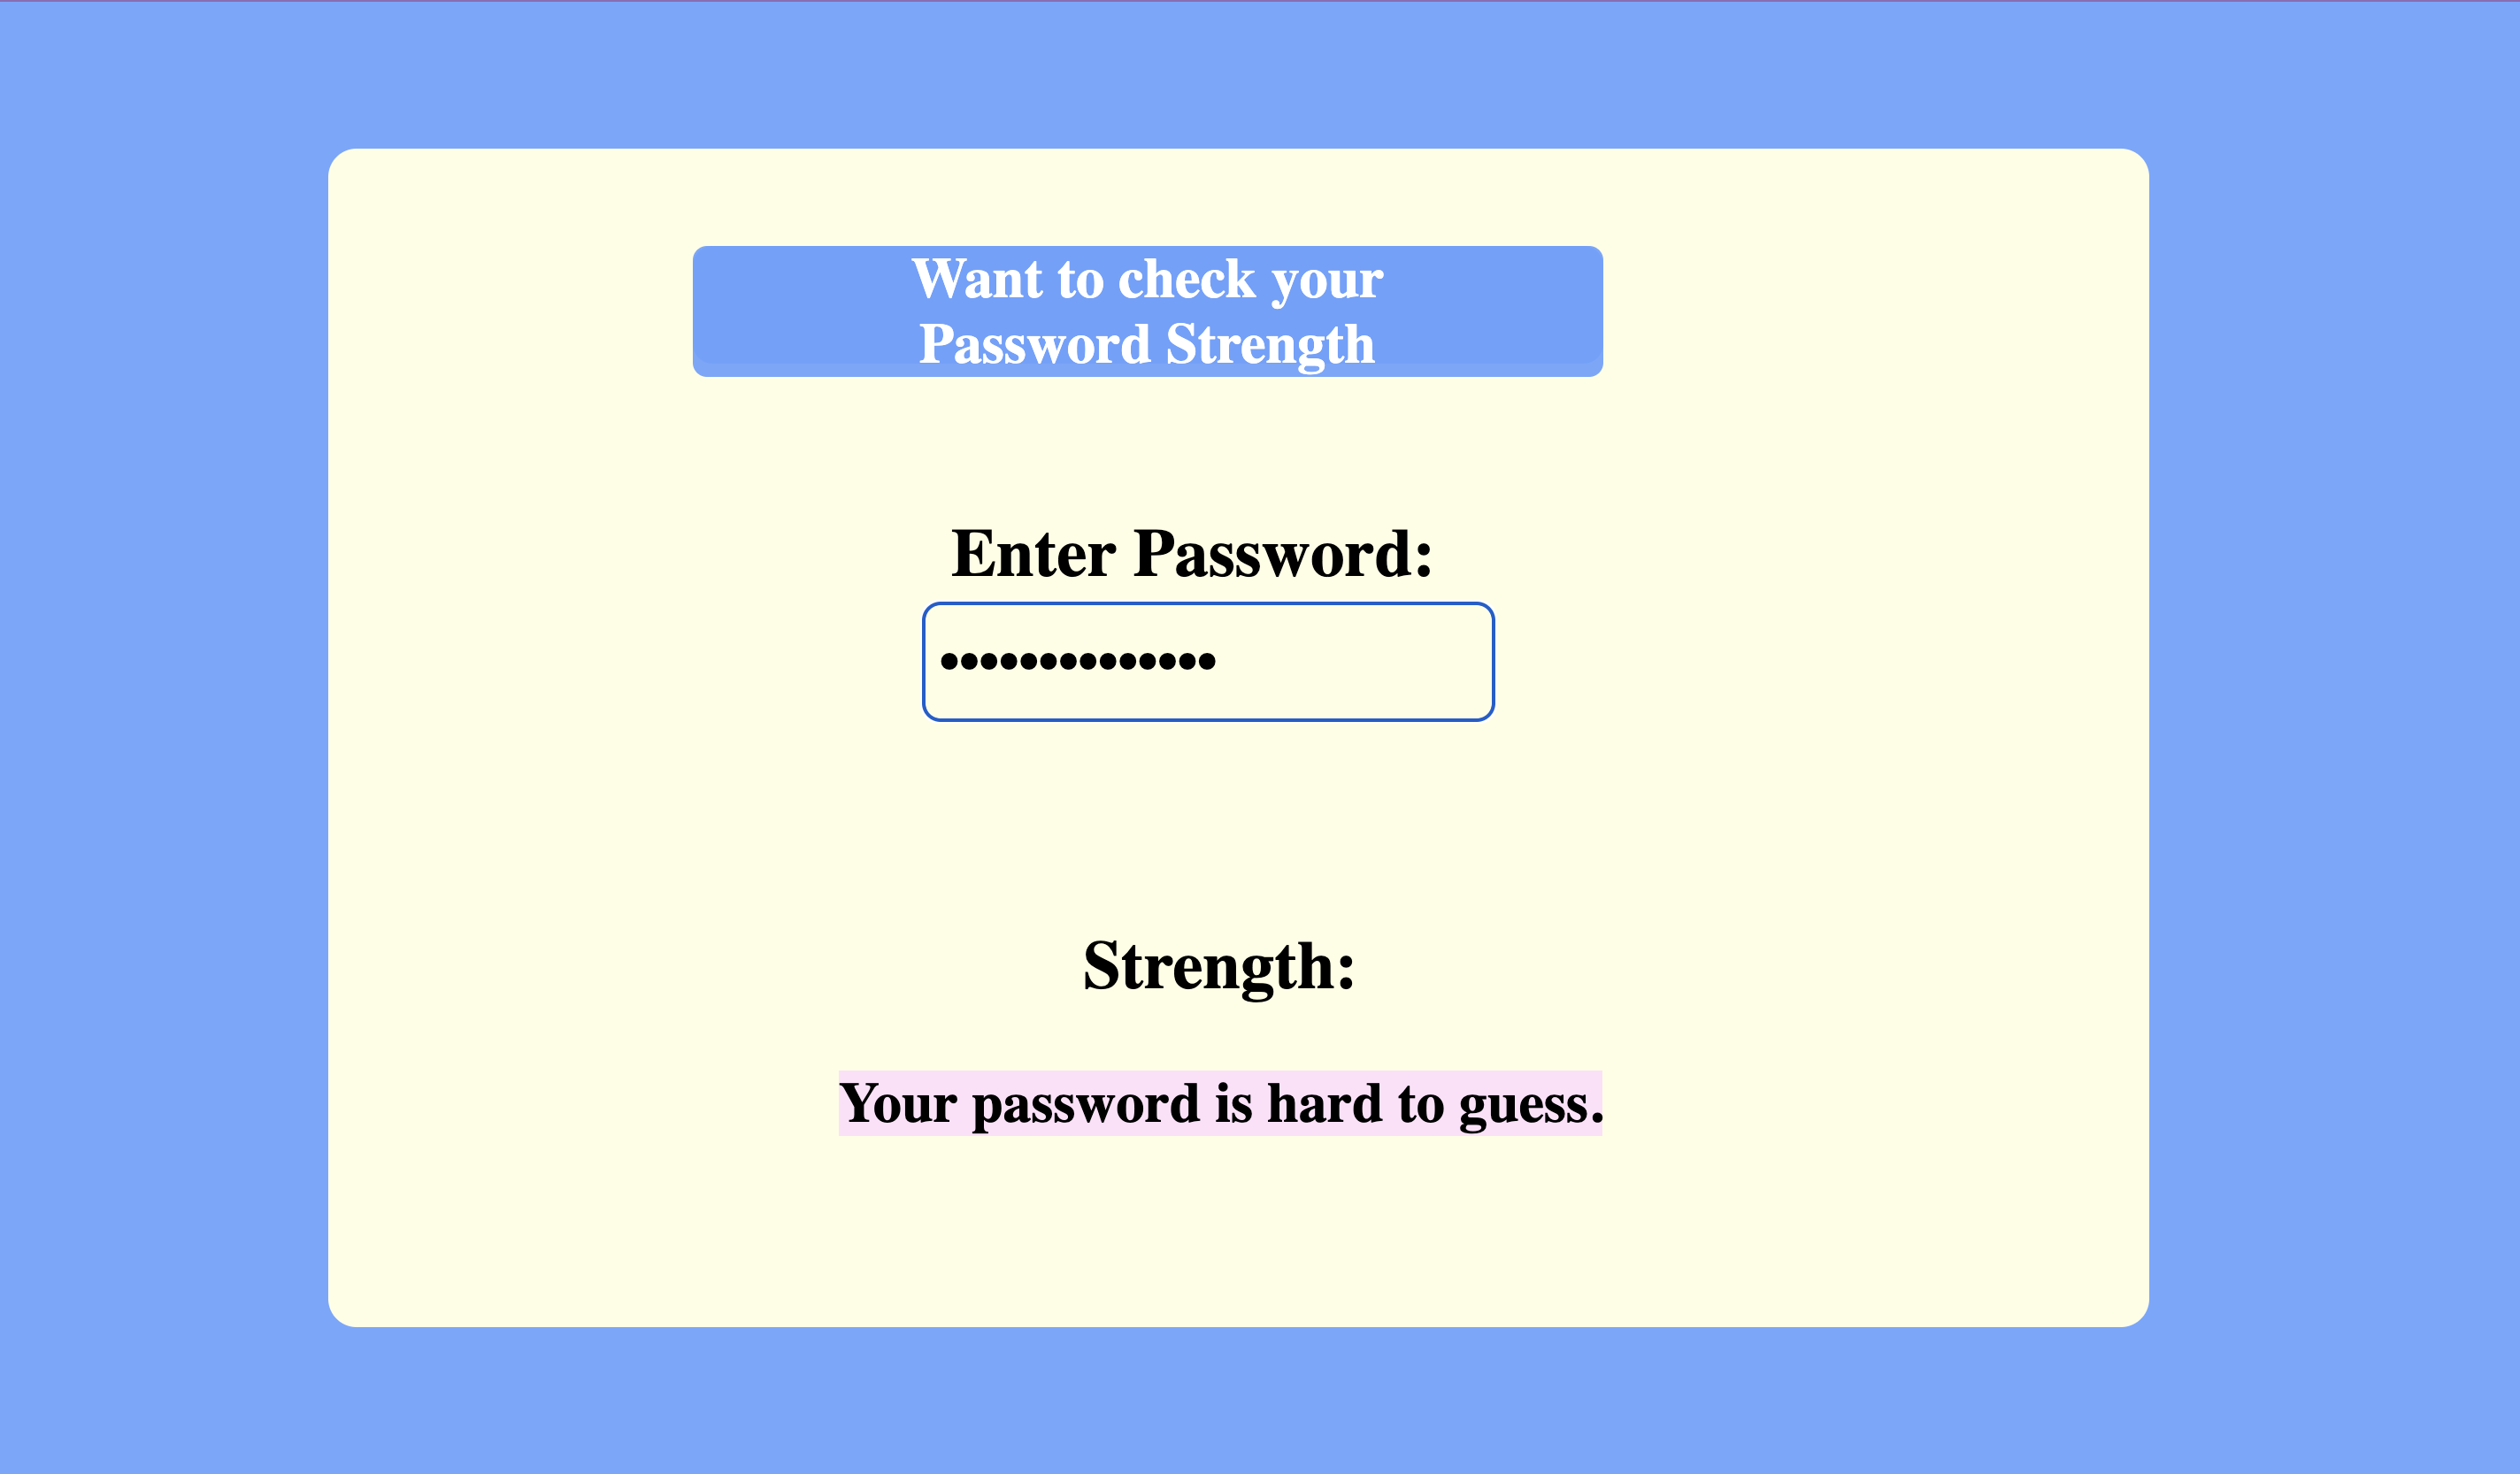 Want to check your
Password Strength
Enter Password:
••••••••••••••
Strength:
Your password is hard to guess.